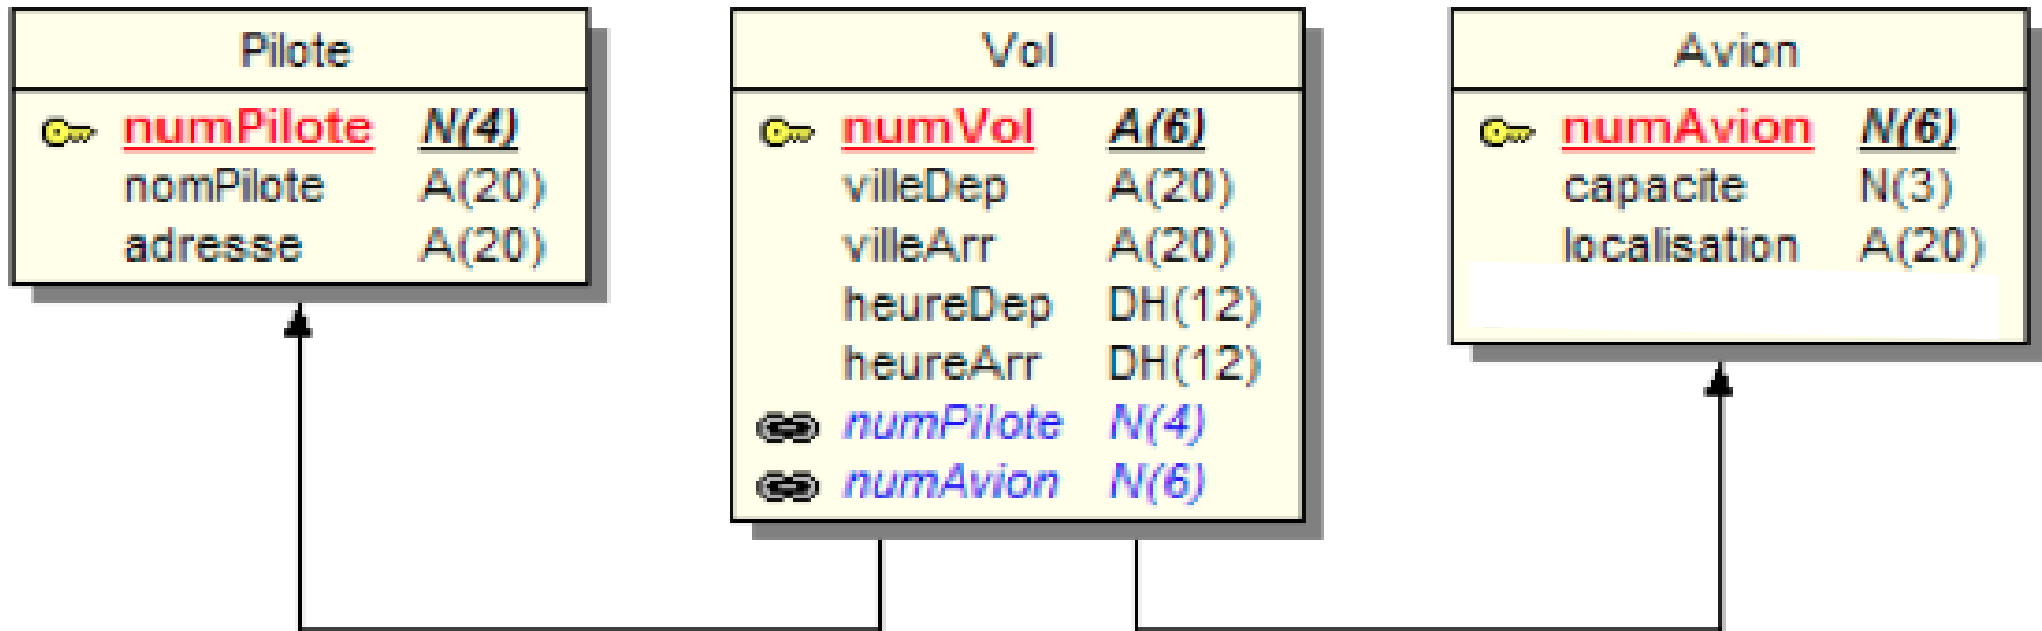 Pilote
numPilote N(4)
nomPilote A(20)
adresse A(20)
Vol
numVol A(6)
villeDep A(20)
villeArr A(20)
heureDep DH(12)
heureArr DH(12)
numPilote N(4)
numAvion N(6)
Avion
numAvion N(6)
capacite N(3)
localisation A(20)